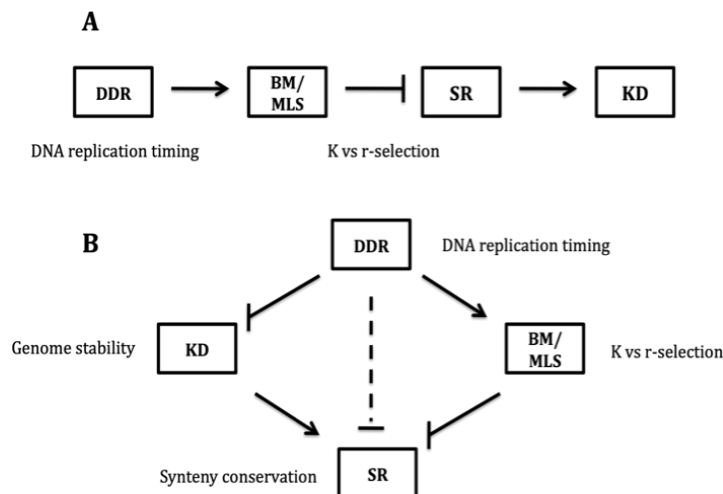 A
DDR
BM/
MLS
SR
KD
DNA replication timing
K vs r-selection
B
DDR
DNA replication timing
Genome stability
KD
BM/
MLS
K vs r-selection
Synteny conservation
SR